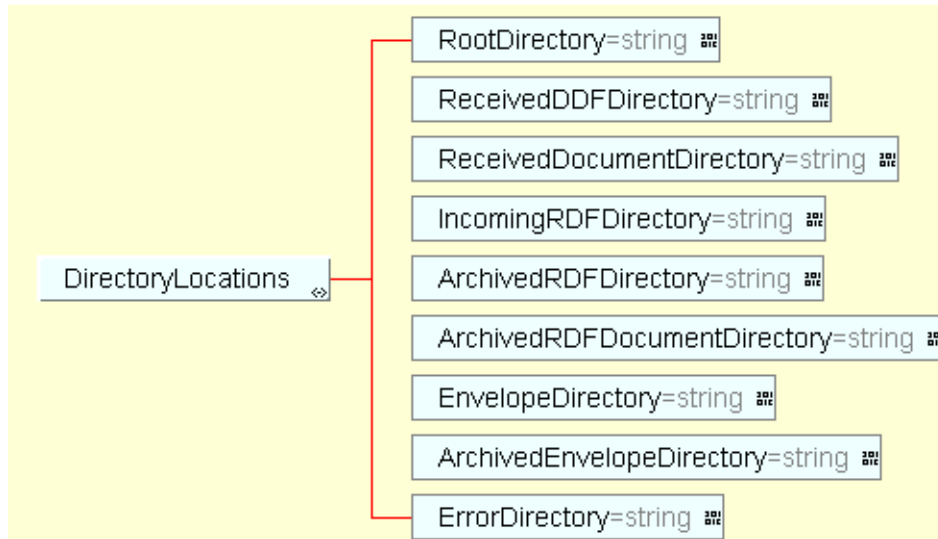 RootDirectory=string
ReceivedDDFDirectory=string
ReceivedDocumentDirectory=string
IncomingRDFDirectory=string
DirectoryLocations
ArchivedRDFDirectory=string
ArchivedRDFDocumentDirectory=string
EnvelopeDirectory=string
ArchivedEnvelopeDirectory=string
ErrorDirectory=string